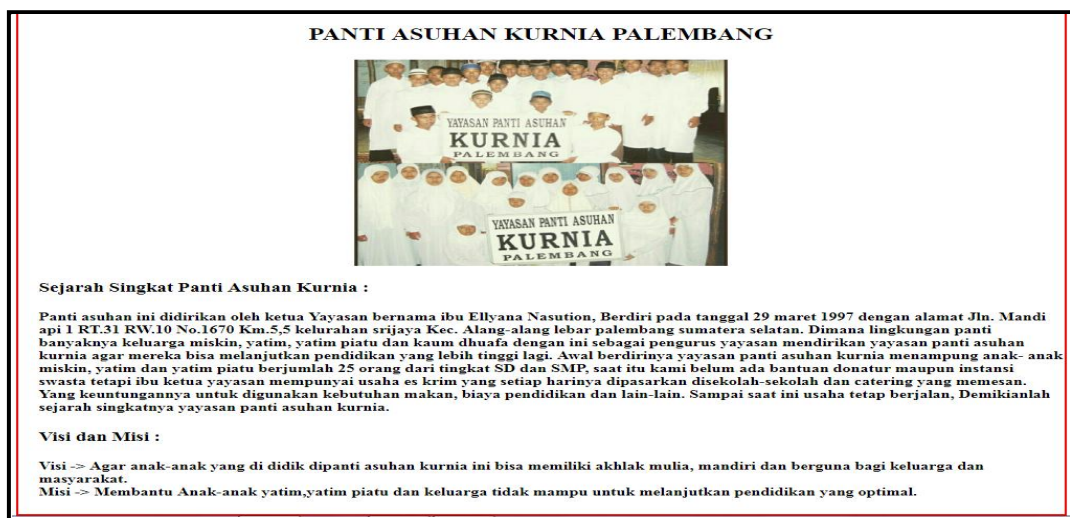 PANTI ASUHAN KURNIA PALEMBANG
YAYASAN PANTI ASUHAN
KURNIA
PALEMBANG
YAYASAN PANTI ASUHAN
KURNIA
PALEMBANG
Sejarah Singkat Panti Asuhan Kurnia :
Panti asuhan ini didirikan oleh ketua Yayasan bernama ibu Ellyana Nasution, Berdiri pada tanggal 29 maret 1997 dengan alamat Jln. Mandi
api 1 RT.31 RW.10 No.1670 Km.5,5 kelurahan srijaya Kec. Alang-alang lebar palembang sumatera selatan. Dimana lingkungan panti
banyaknya keluarga miskin, yatim, yatim piatu dan kaum dhuafa dengan ini sebagai pengurus yayasan mendirikan yayasan panti asuhan
kurnia agar mereka bisa melanjutkan pendidikan yang lebih tinggi lagi. Awal berdirinya yayasan panti asuhan kurnia menampung anak- anak
miskin, yatim dan yatim piatu berjumlah 25 orang dari tingkat SD dan SMP, saat itu kami belum ada bantuan donatur maupun instansi
swasta tetapi ibu ketua yayasan mempunyai usaha es krim yang setiap harinya dipasarkan disekolah-sekolah dan catering yang memesan.
Yang keuntungannya untuk digunakan kebutuhan makan, biaya pendidikan dan lain-lain. Sampai saat ini usaha tetap berjalan, Demikianlah
sejarah singkatnya yayasan panti asuhan kurnia.
Visi dan Misi :
Visi -> Agar anak-anak yang di didik dipanti asuhan kurnia ini bisa memiliki akhlak mulia, mandiri dan berguna bagi keluarga dan
masyarakat.
Misi -> Membantu Anak-anak yatim,yatim piatu dan keluarga tidak mampu untuk melanjutkan pendidikan yang optimal.